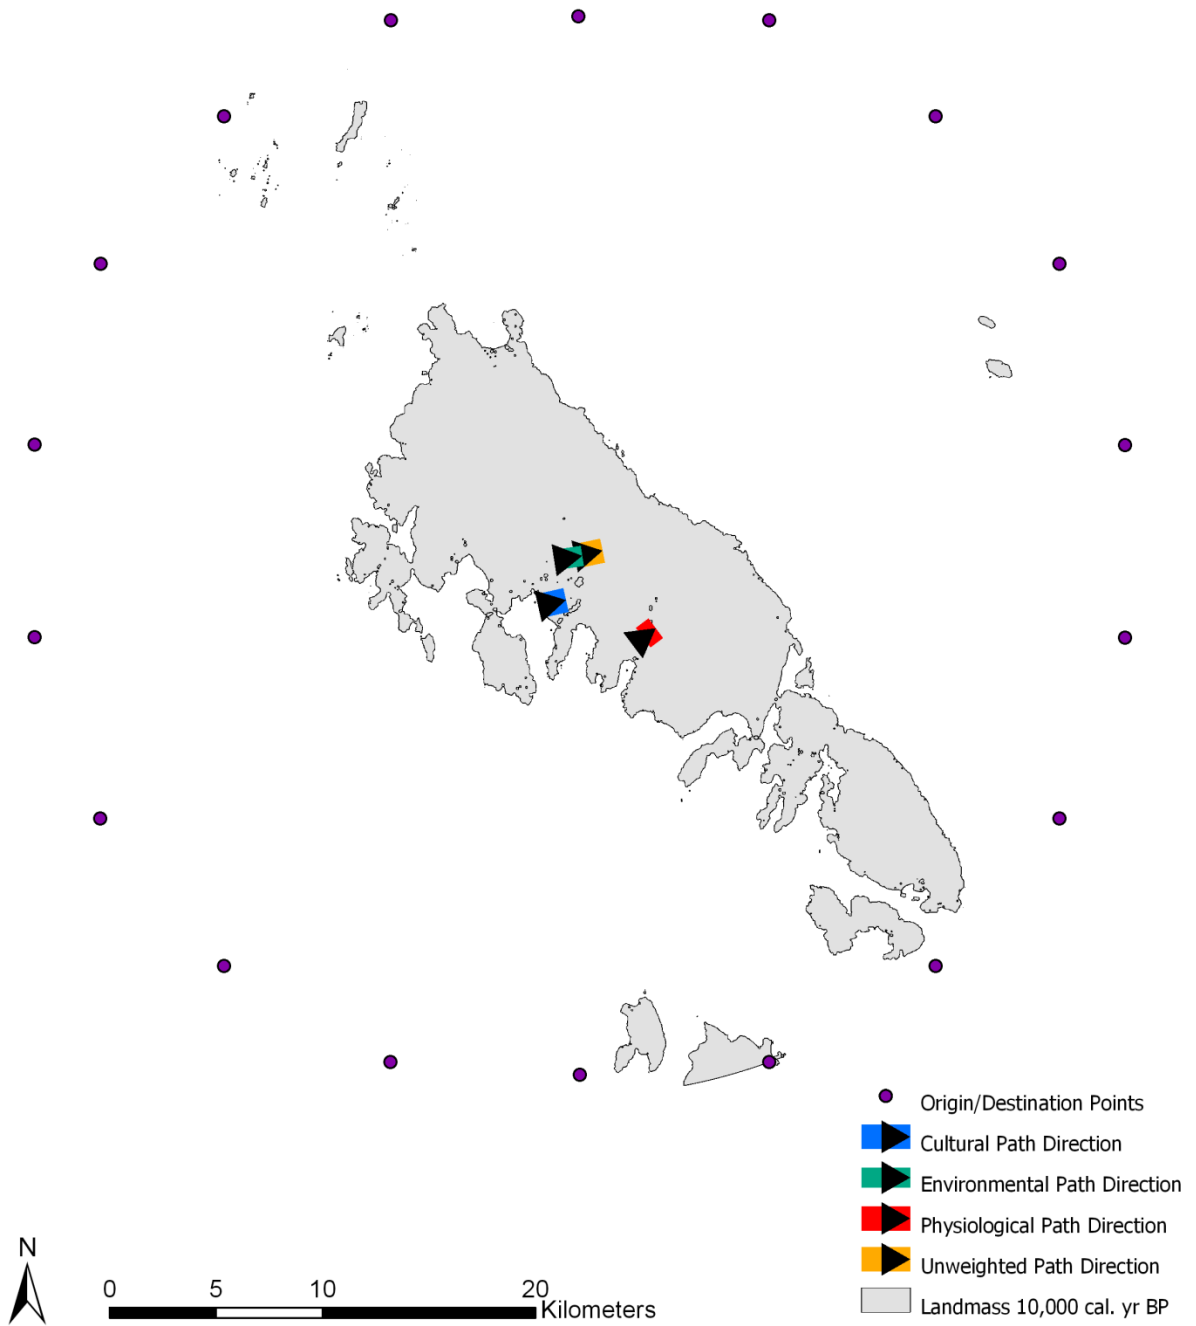 Origin/Destination Points
Cultural Path Direction
Environmental Path Direction
Physiological Path Direction
Unweighted Path Direction
Landmass 10,000 cal. yr BP
N
0 5 10 20
Kilometers